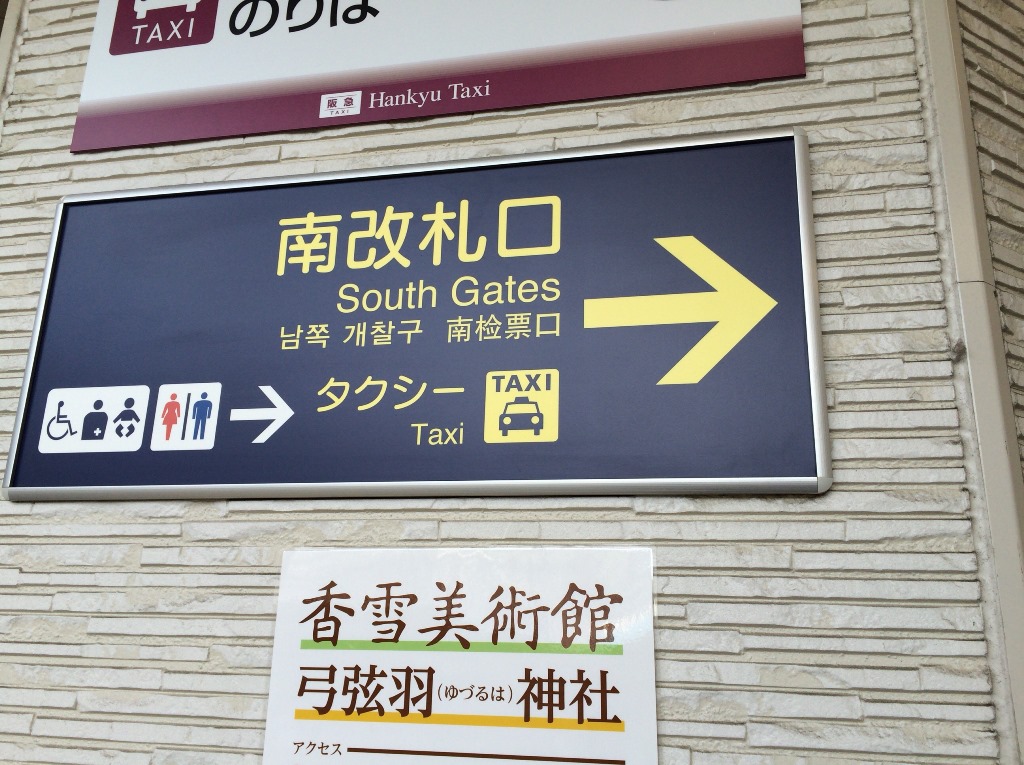 TAXI のりば
阪急 TAXI Hankyu Taxi
南改札口
South Gates
남쪽 개찰구 南检票口
タクシー TAXI
Taxi
香雪美術館
弓弦羽(ゆづるは)神社
アクセス